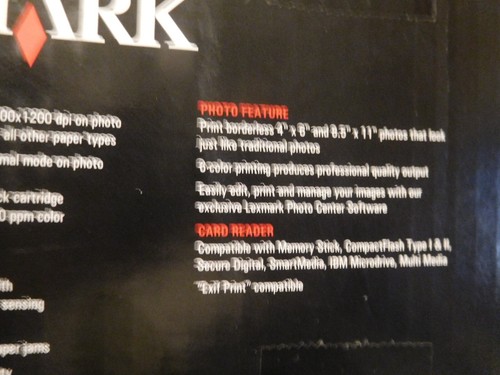 ARK
00x1200 dpi on photo
all other paper types
mal mode on photo
ck cartridge
0 ppm color
th
sensing
per jams
PHOTO FEATURE
Print borderless 4" x 6" and 8.5" x 11" photos that look
just like traditional photos
6-color printing produces professional quality output
Easily edit, print and manage your images with our
exclusive Lexmark Photo Center Software
CARD READER
Compatible with Memory Stick, CompactFlash Type I & II,
Secure Digital, SmartMedia, IBM Microdrive, Multi Media
"Exif Print" compatible